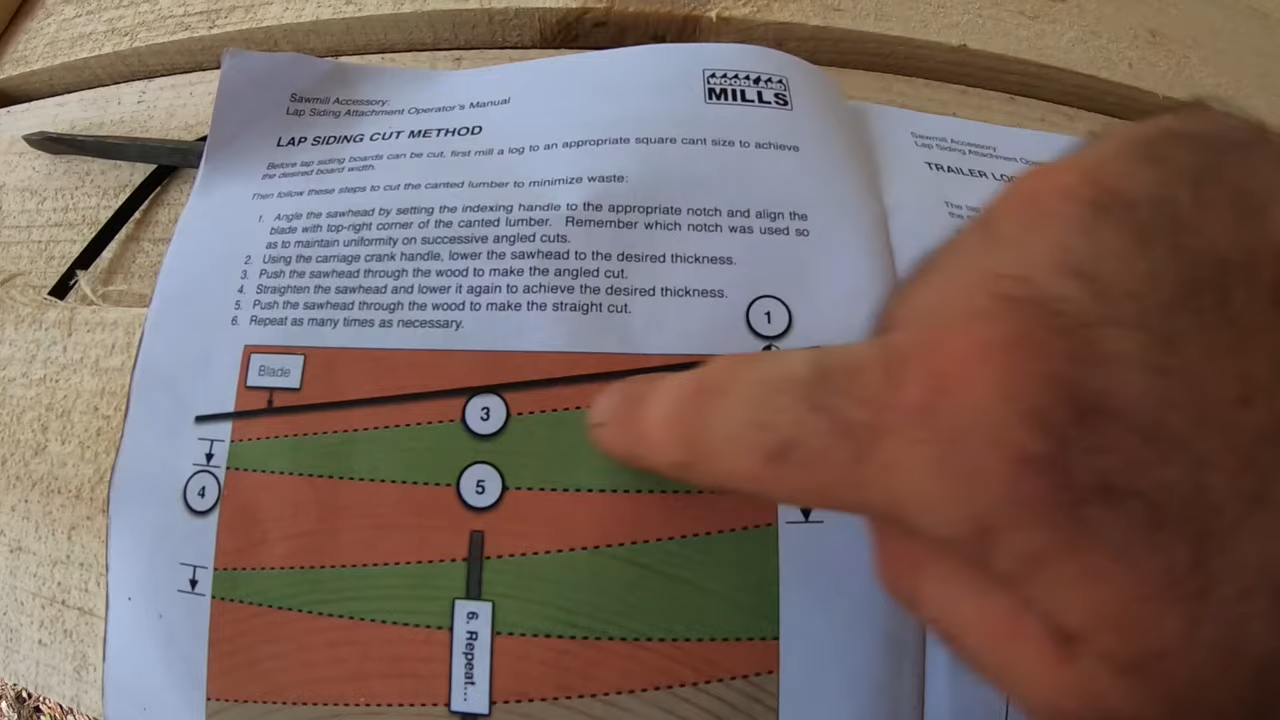 Sawmill Accessory:
Lap Siding Attachment Operator's Manual
WOODLAND
MILLS
LAP SIDING CUT METHOD
Before lap siding boards can be cut, first mill a log to an appropriate square cant size to achieve
the desired board width.
Then follow these steps to cut the canted lumber to minimize waste:
1. Angle the sawhead by setting the indexing handle to the appropriate notch and align the
blade with top-right corner of the canted lumber. Remember which notch was used so
as to maintain uniformity on successive angled cuts.
2. Using the carriage crank handle, lower the sawhead to the desired thickness.
3. Push the sawhead through the wood to make the angled cut.
4. Straighten the sawhead and lower it again to achieve the desired thickness.
5. Push the sawhead through the wood to make the straight cut.
6. Repeat as many times as necessary.
1
Blade
3
4
5
6. Repeat...
Sawmill Accessory
Lap Siding Attachment
TRAILER
The
the